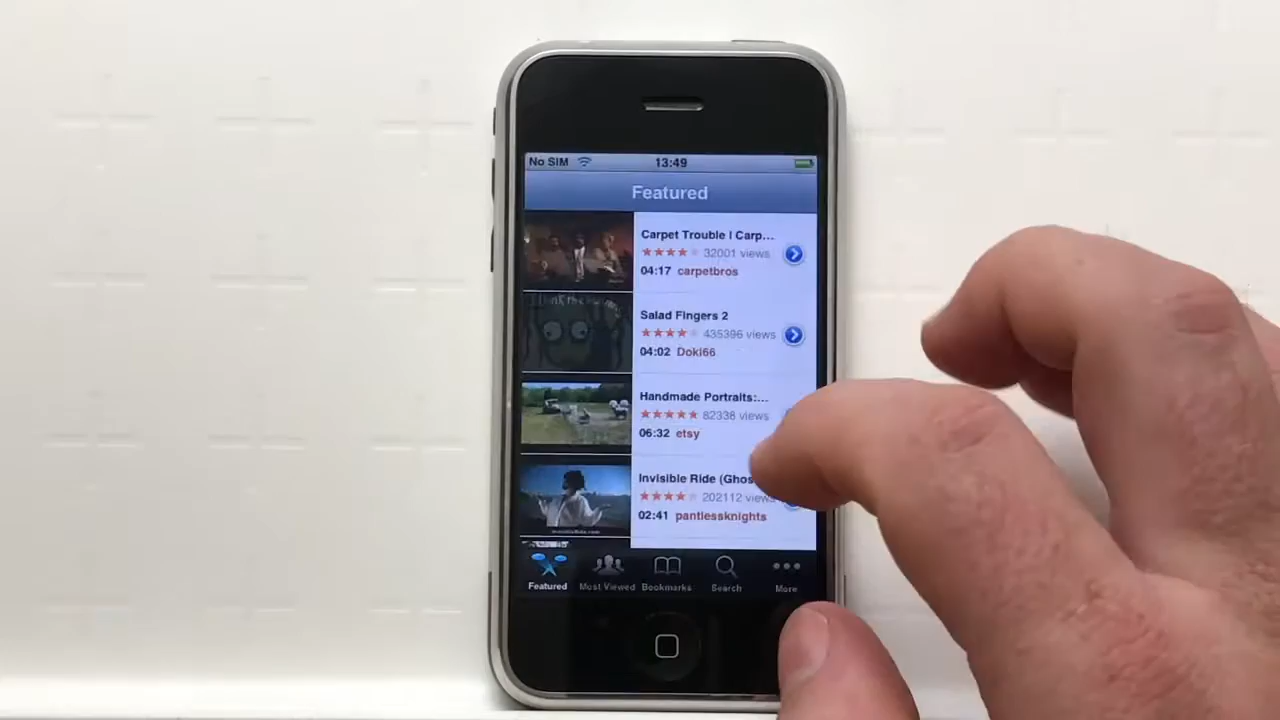 No SIM 13:49
Featured
Carpet Trouble | Carp...
32001 views
04:17 carpetbros
Salad Fingers 2
435396 views
04:02 Doki66
Handmade Portraits:...
82338 views
06:32 etsy
Invisible Ride (Ghos
202112 views
02:41 pantlessknights
Featured Most Viewed Bookmarks Search More